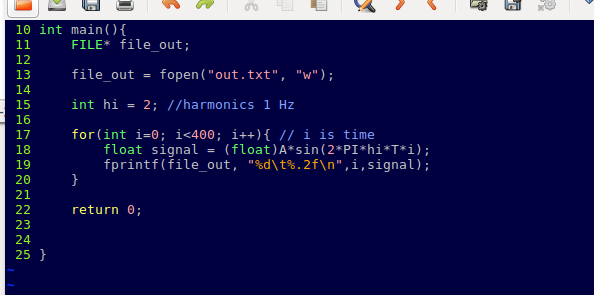 10 int main(){
11     FILE* file_out;
12
13     file_out = fopen("out.txt", "w");
14
15     int hi = 2; //harmonics 1 Hz
16
17     for(int i=0; i<400; i++){ // i is time
18         float signal = (float)A*sin(2*PI*hi*T*i);
19         fprintf(file_out, "%d\t%.2f\n",i,signal);
20     }
21
22     return 0;
23
24
25 }
~
~